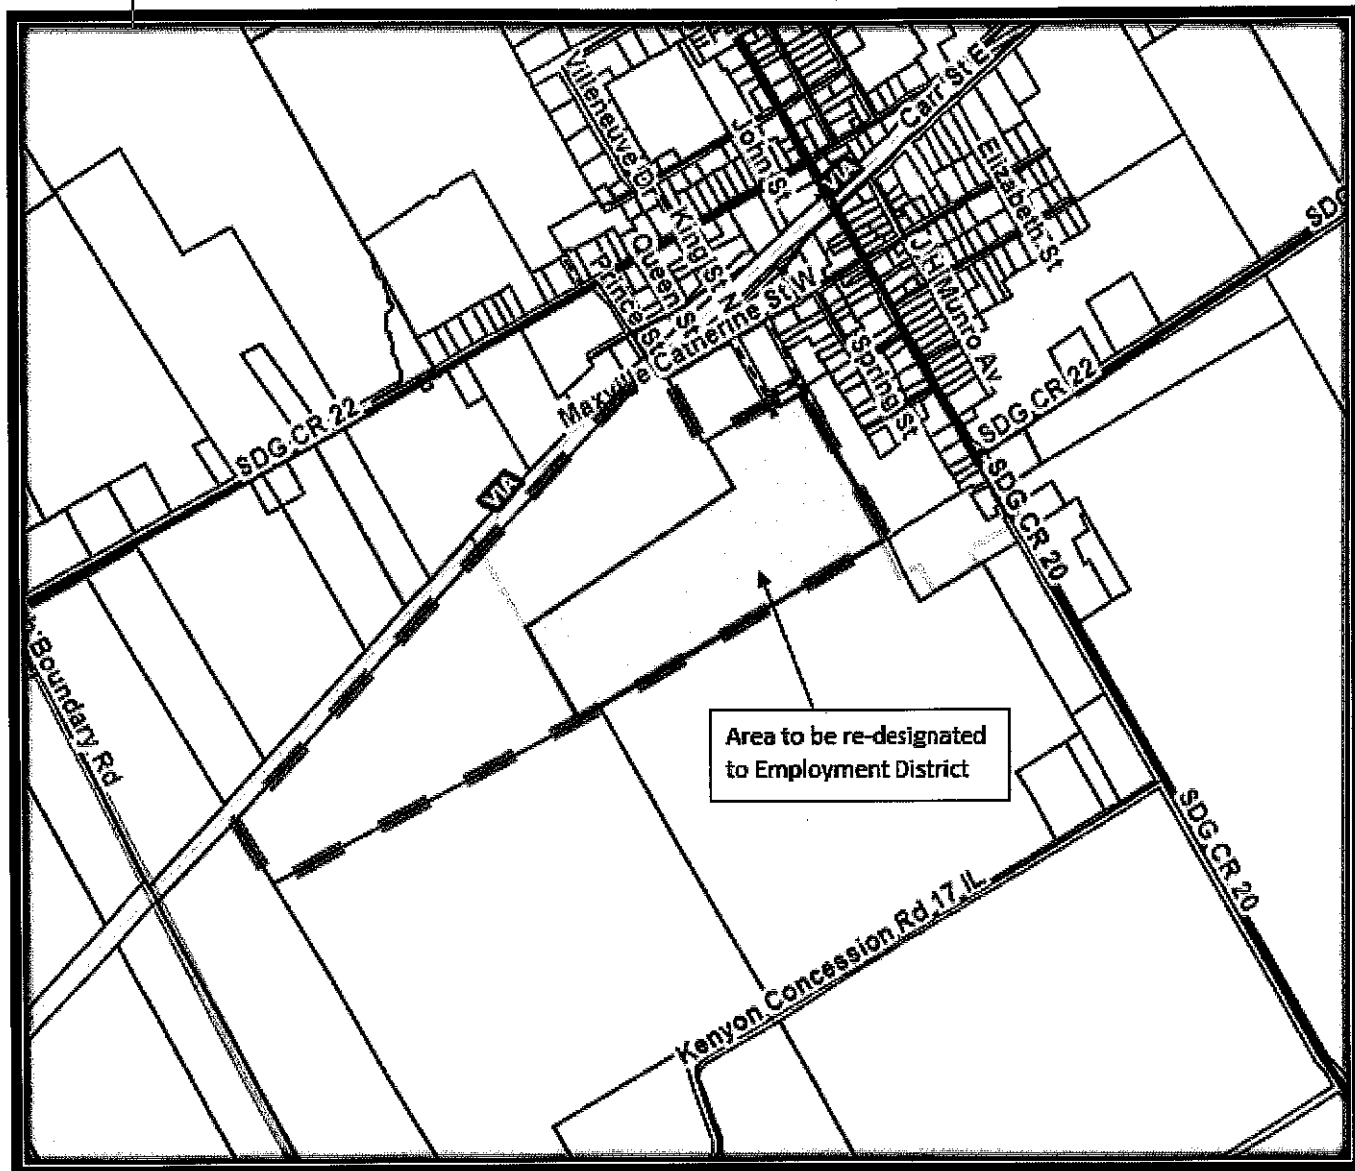 Villeneuve Dr
Carr St E
John St
VIA
Elizabeth St
King St N
Queen St
Prince St
SDG
J H Munro Av
Maxville
Catherine St W
Spring St
SDG CR 22
SDG CR 22
VIA
SDG CR 20
Boundary Rd
Area to be re-designated
to Employment District
SDG CR 20
Kenyon Concession Rd 17 IL